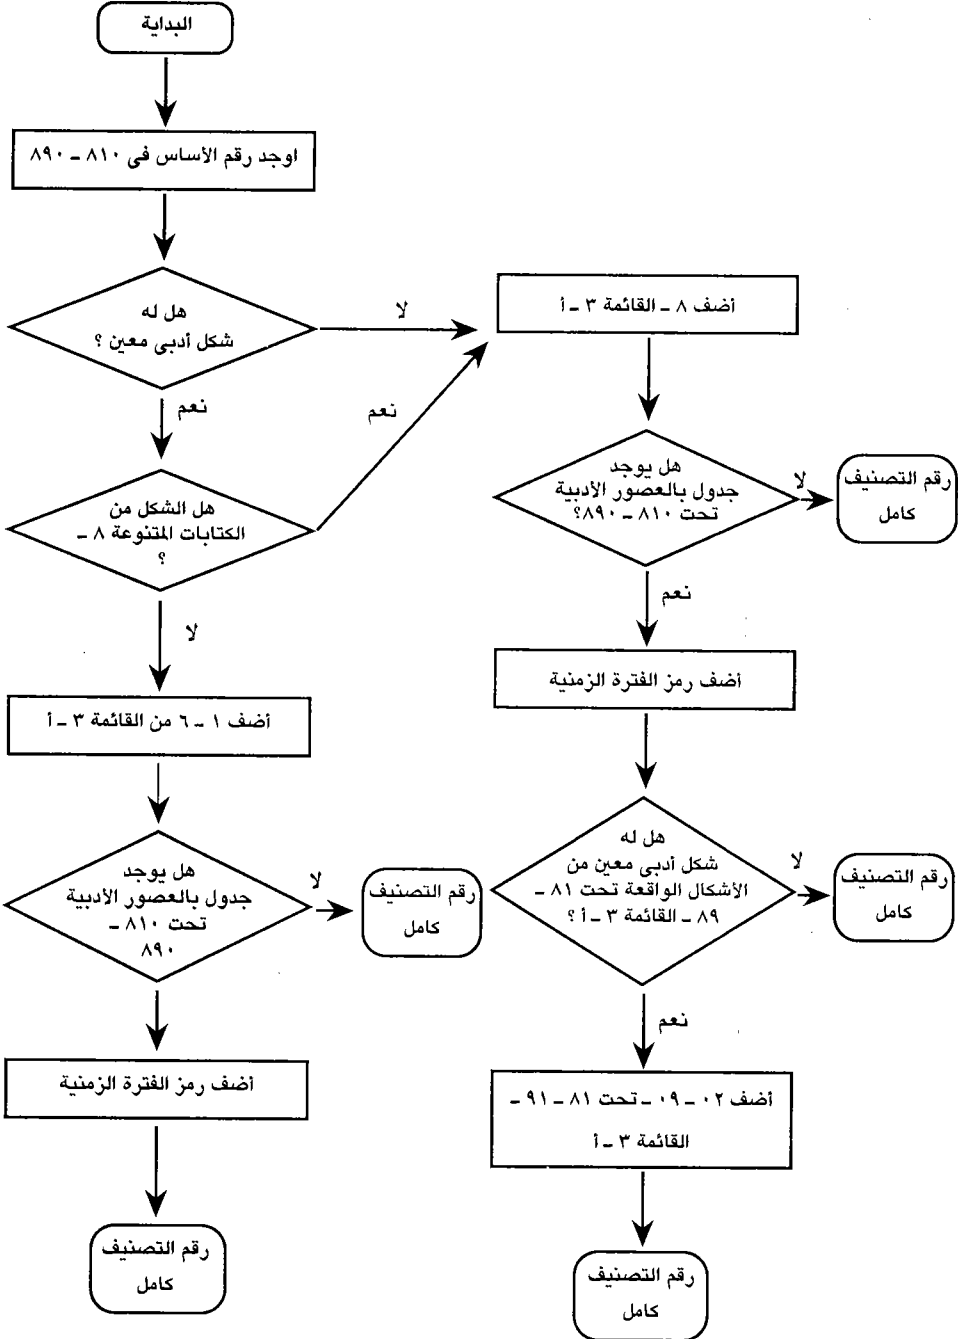 البداية
اوجد رقم الأساس فى ٨١٠ – ٨٩٠
هل له
شكل أدبى معين ؟
لا
نعم
هل الشكل من
الكتابات المتنوعة ٨ –
؟
نعم
لا
أضف ١ – ٦ من القائمة ٣ – أ
هل يوجد
جدول بالعصور الأدبية
تحت ٨١٠ –
٨٩٠
لا
رقم التصنيف
كامل
أضف رمز الفترة الزمنية
رقم التصنيف
كامل
أضف ٨ – القائمة ٣ – أ
هل يوجد
جدول بالعصور الأدبية
تحت ٨١٠ – ٨٩٠؟
لا
رقم التصنيف
كامل
نعم
أضف رمز الفترة الزمنية
هل له
شكل أدبى معين من
الأشكال الواقعة تحت ٨١ –
٨٩ – القائمة ٣ – أ ؟
لا
رقم التصنيف
كامل
نعم
أضف ٠٢ – ٠٩ – تحت ٨١ – ٩١ –
القائمة ٣ – أ
رقم التصنيف
كامل